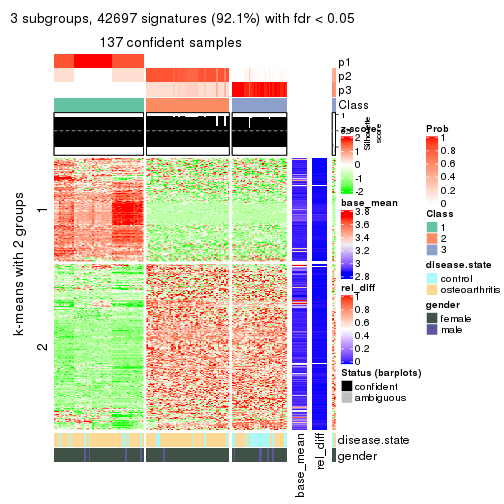 3 subgroups, 42697 signatures (92.1%) with fdr < 0.05
137 confident samples
p1
p2
p3
Class
1
0
Silhouette
score
k-means with 2 groups
1
2
z-score
2
1
0
-1
-2
base_mean
3.8
3.6
3.4
3.2
3
2.8
rel_diff
1
0.8
0.6
0.4
0.2
0
Status (barplots)
confident
ambiguous
Prob
1
0.8
0.6
0.4
0.2
0
Class
1
2
3
disease.state
control
osteoarthritis
gender
female
male
disease.state
gender
base_mean
rel_diff